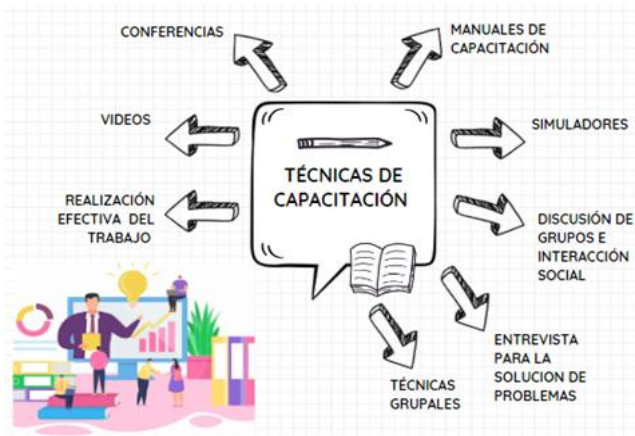 CONFERENCIAS
MANUALES DE
CAPACITACIÓN
VIDEOS
SIMULADORES
TÉCNICAS DE
CAPACITACIÓN
REALIZACIÓN
EFECTIVA DEL
TRABAJO
DISCUSIÓN DE
GRUPOS E
INTERACCIÓN
SOCIAL
ENTREVISTA
PARA LA
SOLUCION DE
PROBLEMAS
TÉCNICAS
GRUPALES